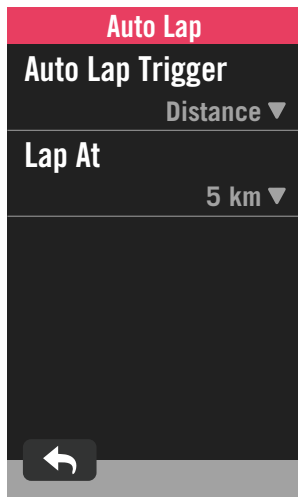 Auto Lap
Auto Lap Trigger
Distance ▼
Lap At
5 km ▼